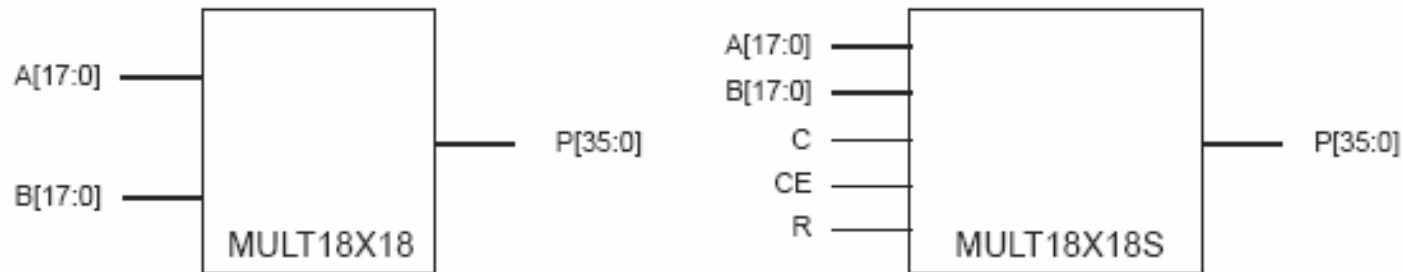 A[17:0]
B[17:0]
P[35:0]
MULT18X18
A[17:0]
B[17:0]
C
CE
R
P[35:0]
MULT18X18S